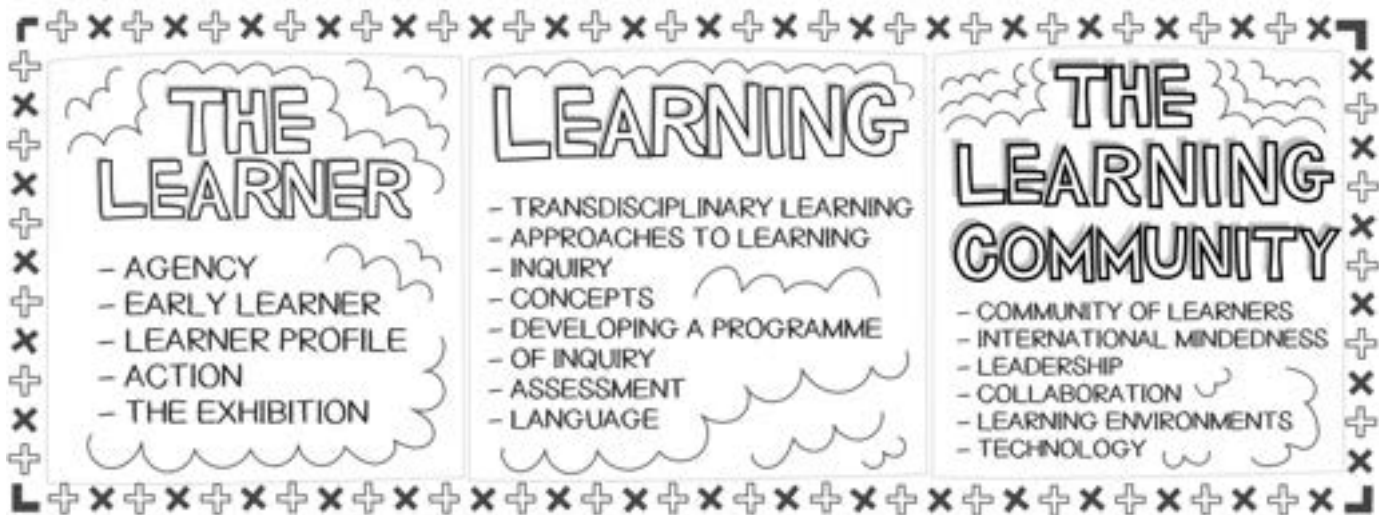 THE
LEARNER
- AGENCY
- EARLY LEARNER
- LEARNER PROFILE
- ACTION
- THE EXHIBITION
LEARNING
- TRANSDISCIPLINARY LEARNING
- APPROACHES TO LEARNING
- INQUIRY
- CONCEPTS
- DEVELOPING A PROGRAMME
- OF INQUIRY
- ASSESSMENT
- LANGUAGE
THE
LEARNING
COMMUNITY
- COMMUNITY OF LEARNERS
- INTERNATIONAL MINDEDNESS
- LEADERSHIP
- COLLABORATION
- LEARNING ENVIRONMENTS
- TECHNOLOGY